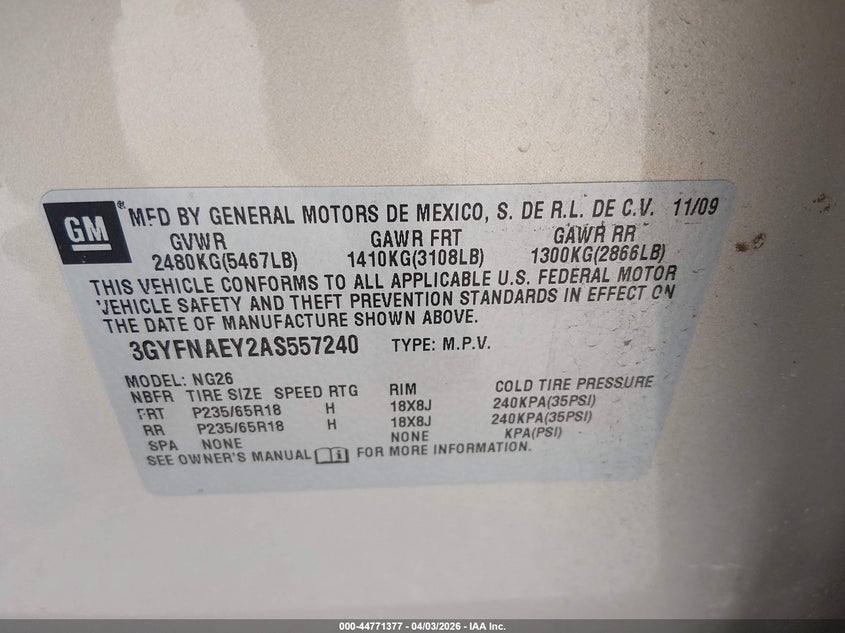 GM® MFD BY GENERAL MOTORS DE MEXICO, S. DE R.L. DE C.V. 11/09
GVWR GAWR FRT GAWR RR
2480KG(5467LB) 1410KG(3108LB) 1300KG(2866LB)
THIS VEHICLE CONFORMS TO ALL APPLICABLE U.S. FEDERAL MOTOR
VEHICLE SAFETY AND THEFT PREVENTION STANDARDS IN EFFECT ON
THE DATE OF MANUFACTURE SHOWN ABOVE.
3GYFNAEY2AS557240 TYPE: M.P.V.
MODEL: NG26
NBFR TIRE SIZE SPEED RTG RIM COLD TIRE PRESSURE
FRT P235/65R18 H 18X8J 240KPA(35PSI)
RR P235/65R18 H 18X8J 240KPA(35PSI)
SPA NONE NONE KPA(PSI)
SEE OWNER'S MANUAL i FOR MORE INFORMATION.
000-44771377 - 04/03/2026 - IAA Inc.